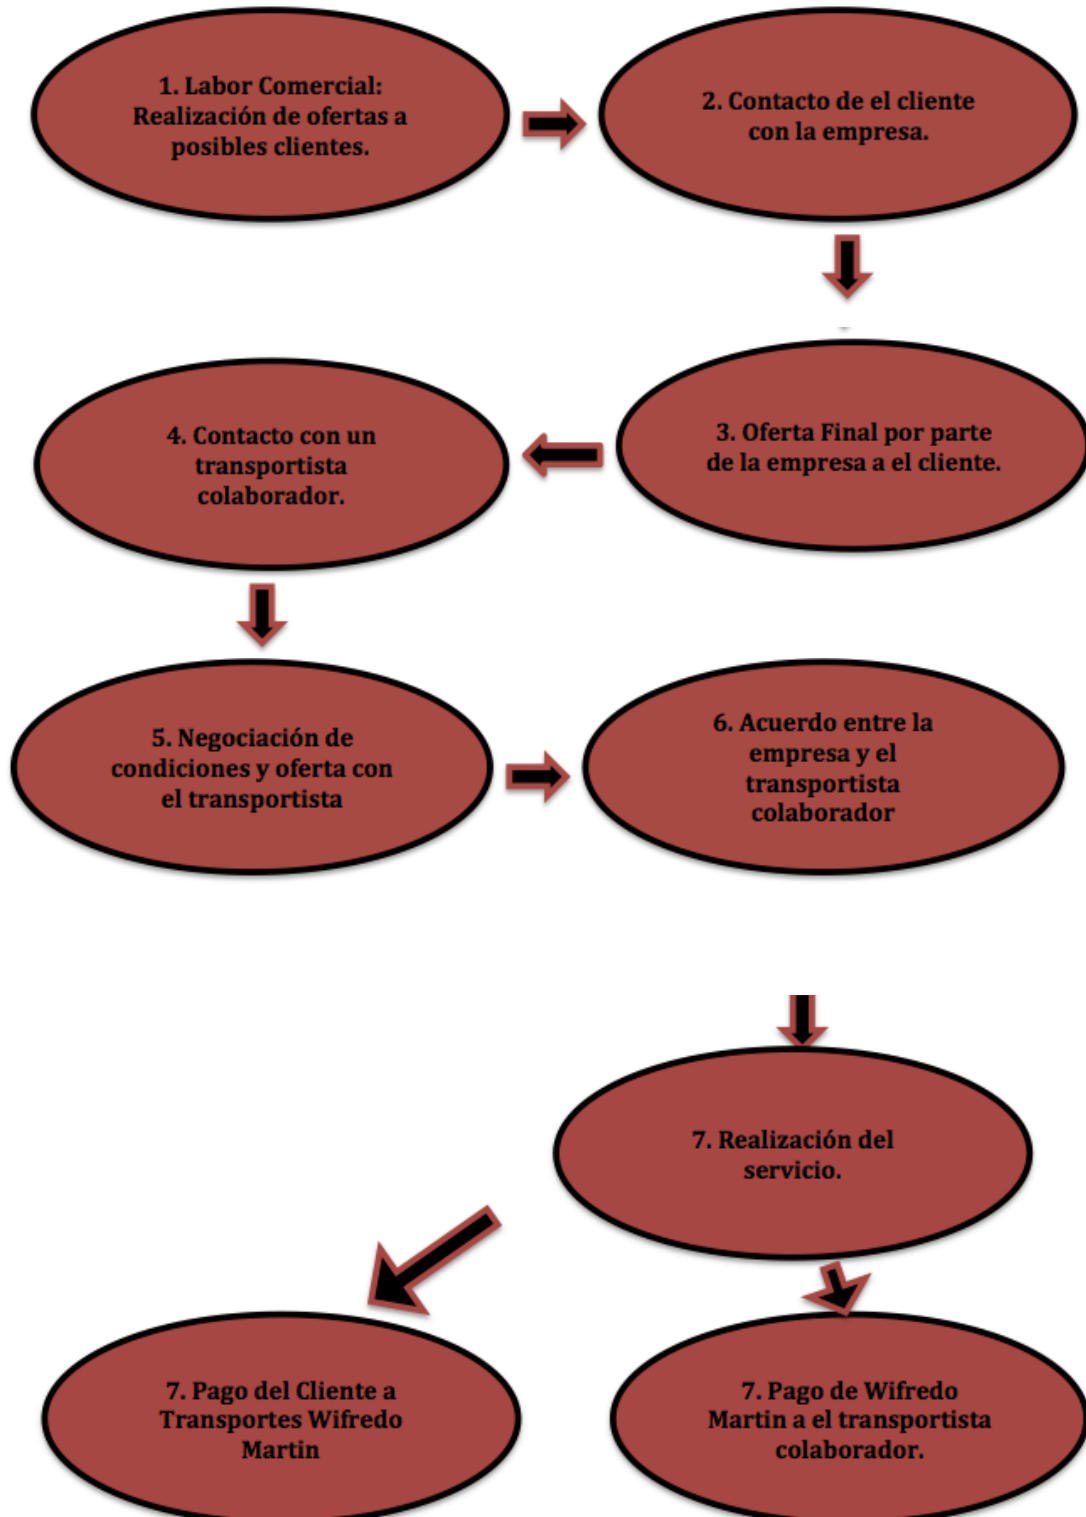 1. Labor Comercial:
Realización de ofertas a
posibles clientes.
2. Contacto de el cliente
con la empresa.
3. Oferta Final por parte
de la empresa a el cliente.
4. Contacto con un
transportista
colaborador.
5. Negociación de
condiciones y oferta con
el transportista
6. Acuerdo entre la
empresa y el
transportista
colaborador
7. Realización del
servicio.
7. Pago del Cliente a
Transportes Wifredo
Martin
7. Pago de Wifredo
Martin a el transportista
colaborador.